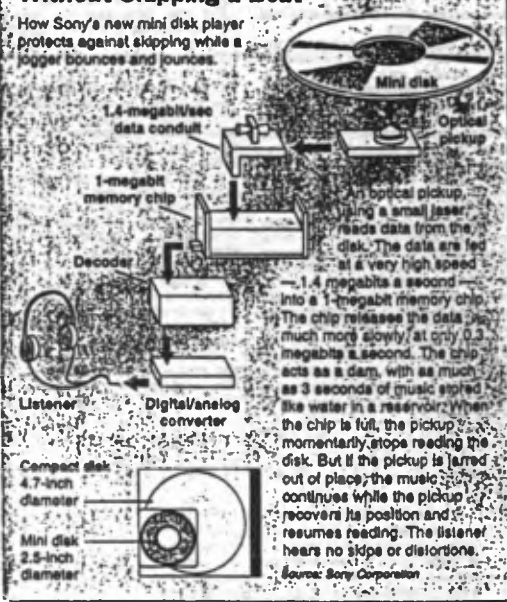 How Sony's new mini disk player
protects against skipping while a
jogger bounces and jounces.
Mini disk
1.4-megabit/sec
data conduit
Optical
pickup
1-megabit
memory chip
An optical pickup,
using a small laser,
reads data from the
disk. The data are fed
at a very high speed
— 1.4 megabits a second —
into a 1-megabit memory chip.
The chip releases the data
much more slowly, at only 0.3
megabits a second. The chip
acts as a dam, with as much
as 3 seconds of music stored
like water in a reservoir. When
the chip is full, the pickup
momentarily stops reading the
disk. But if the pickup is jarred
out of place, the music
continues while the pickup
recovers its position and
resumes reading. The listener
hears no skips or distortions.
Source: Sony Corporation
Decoder
Listener
Digital/analog
converter
Compact disk
4.7-inch
diameter
Mini disk
2.5-inch
diameter